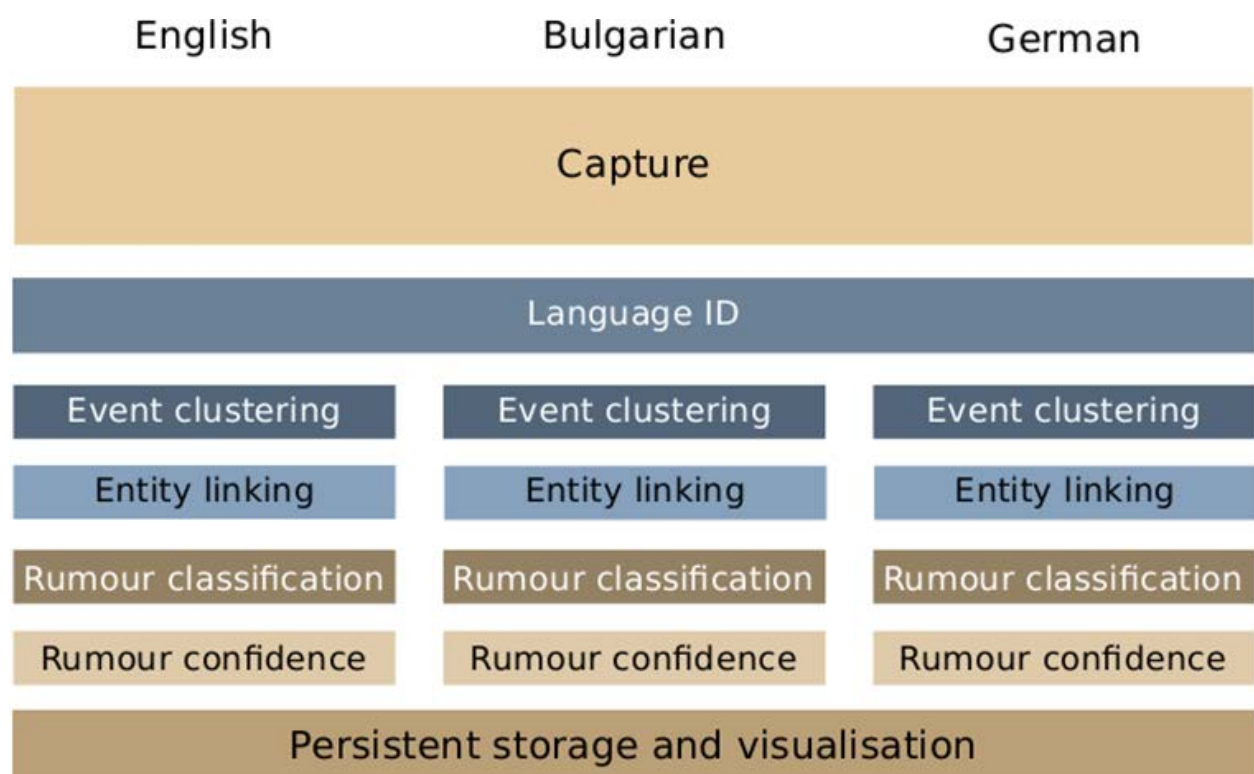 English Bulgarian German
Capture
Language ID
Event clustering Event clustering Event clustering
Entity linking Entity linking Entity linking
Rumour classification Rumour classification Rumour classification
Rumour confidence Rumour confidence Rumour confidence
Persistent storage and visualisation